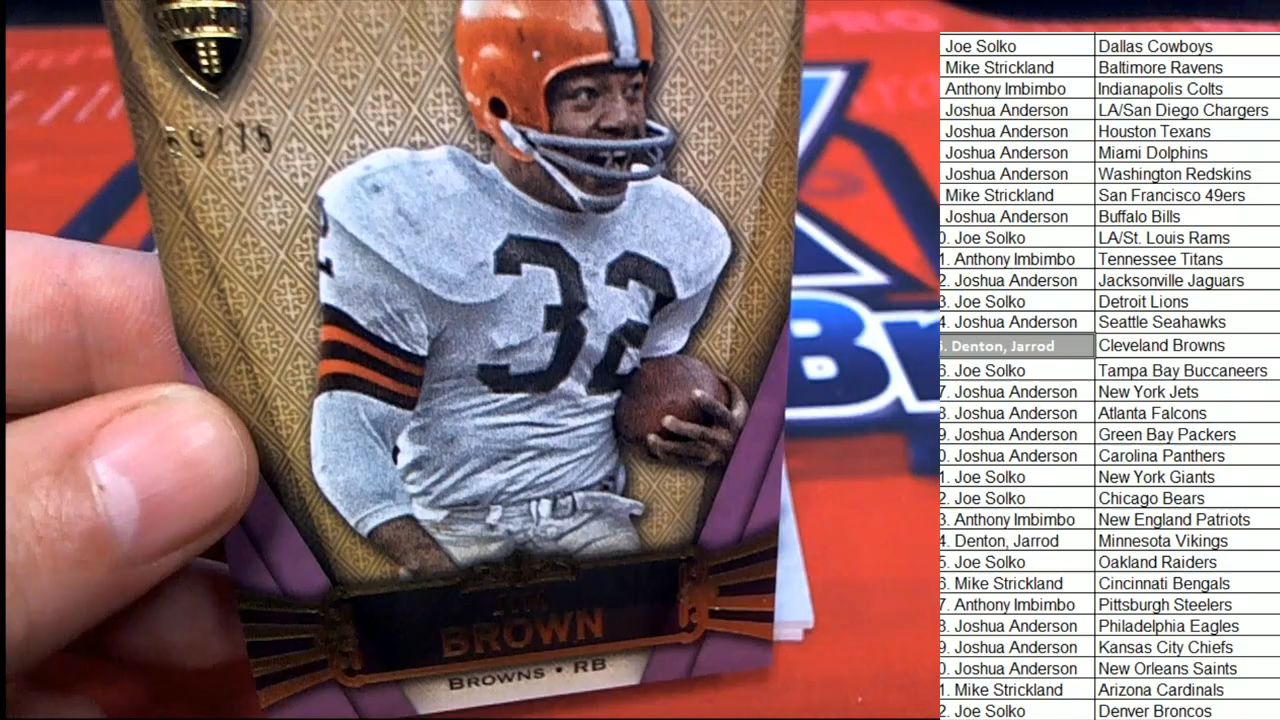 69/75
32
BROWN
BROWNS • RB
Joe Solko Dallas Cowboys
Mike Strickland Baltimore Ravens
Anthony Imbimbo Indianapolis Colts
Joshua Anderson LA/San Diego Chargers
Joshua Anderson Houston Texans
Joshua Anderson Miami Dolphins
Joshua Anderson Washington Redskins
Mike Strickland San Francisco 49ers
Joshua Anderson Buffalo Bills
0. Joe Solko LA/St. Louis Rams
1. Anthony Imbimbo Tennessee Titans
2. Joshua Anderson Jacksonville Jaguars
3. Joe Solko Detroit Lions
4. Joshua Anderson Seattle Seahawks
5. Denton, Jarrod Cleveland Browns
6. Joe Solko Tampa Bay Buccaneers
7. Joshua Anderson New York Jets
8. Joshua Anderson Atlanta Falcons
9. Joshua Anderson Green Bay Packers
0. Joshua Anderson Carolina Panthers
1. Joe Solko New York Giants
2. Joe Solko Chicago Bears
3. Anthony Imbimbo New England Patriots
4. Denton, Jarrod Minnesota Vikings
5. Joe Solko Oakland Raiders
6. Mike Strickland Cincinnati Bengals
7. Anthony Imbimbo Pittsburgh Steelers
8. Joshua Anderson Philadelphia Eagles
9. Joshua Anderson Kansas City Chiefs
0. Joshua Anderson New Orleans Saints
1. Mike Strickland Arizona Cardinals
2. Joe Solko Denver Broncos